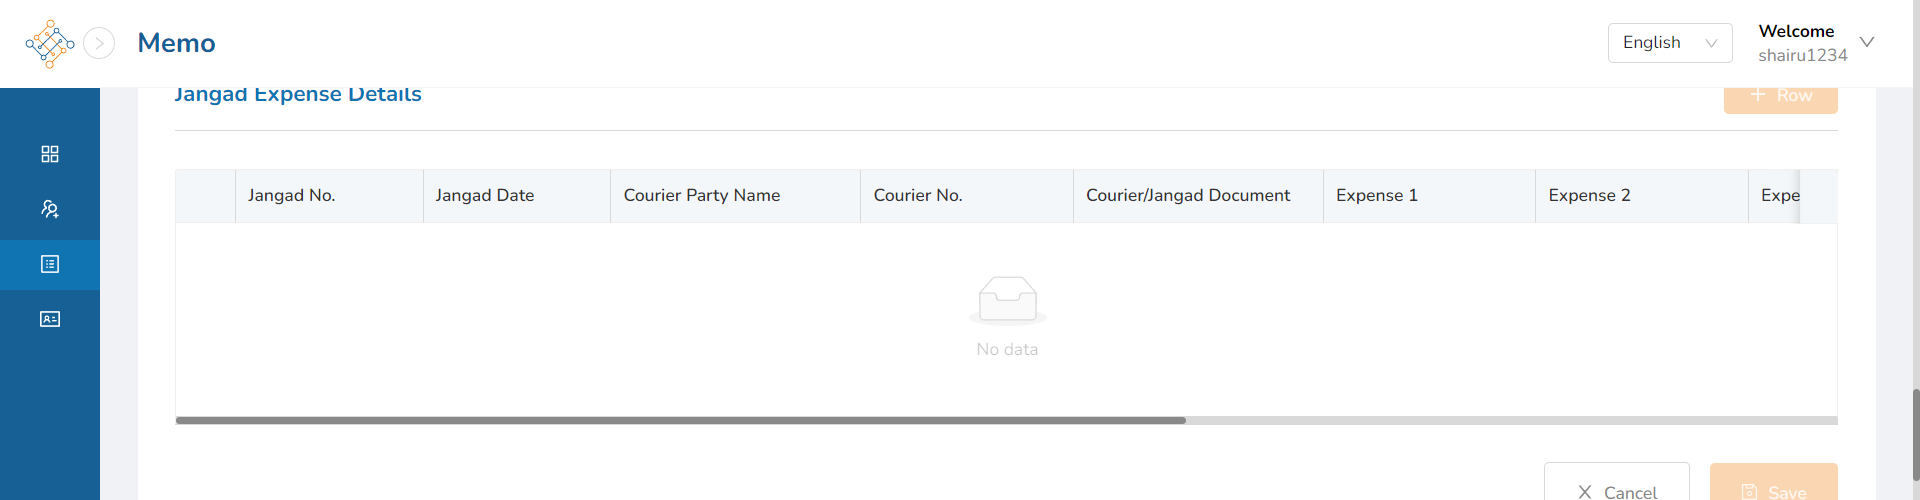 Memo
English
Welcome
shairu1234
Jangad Expense Details
Row
Jangad No. Jangad Date Courier Party Name Courier No. Courier/Jangad Document Expense 1 Expense 2 Expe
No data
Cancel
Save